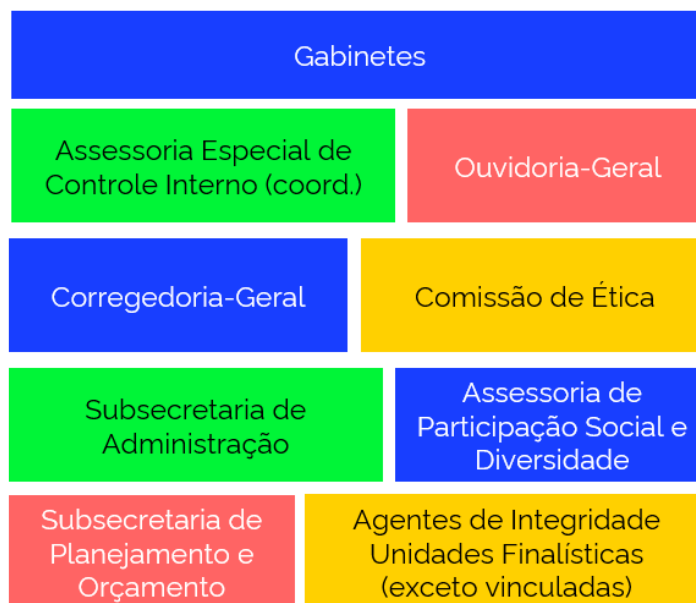 Gabinetes
Assessoria Especial de
Controle Interno (coord.)
Ouvidoria-Geral
Corregedoria-Geral
Comissão de Ética
Subsecretaria de
Administração
Assessoria de
Participação Social e
Diversidade
Subsecretaria de
Planejamento e
Orçamento
Agentes de Integridade
Unidades Finalísticas
(exceto vinculadas)